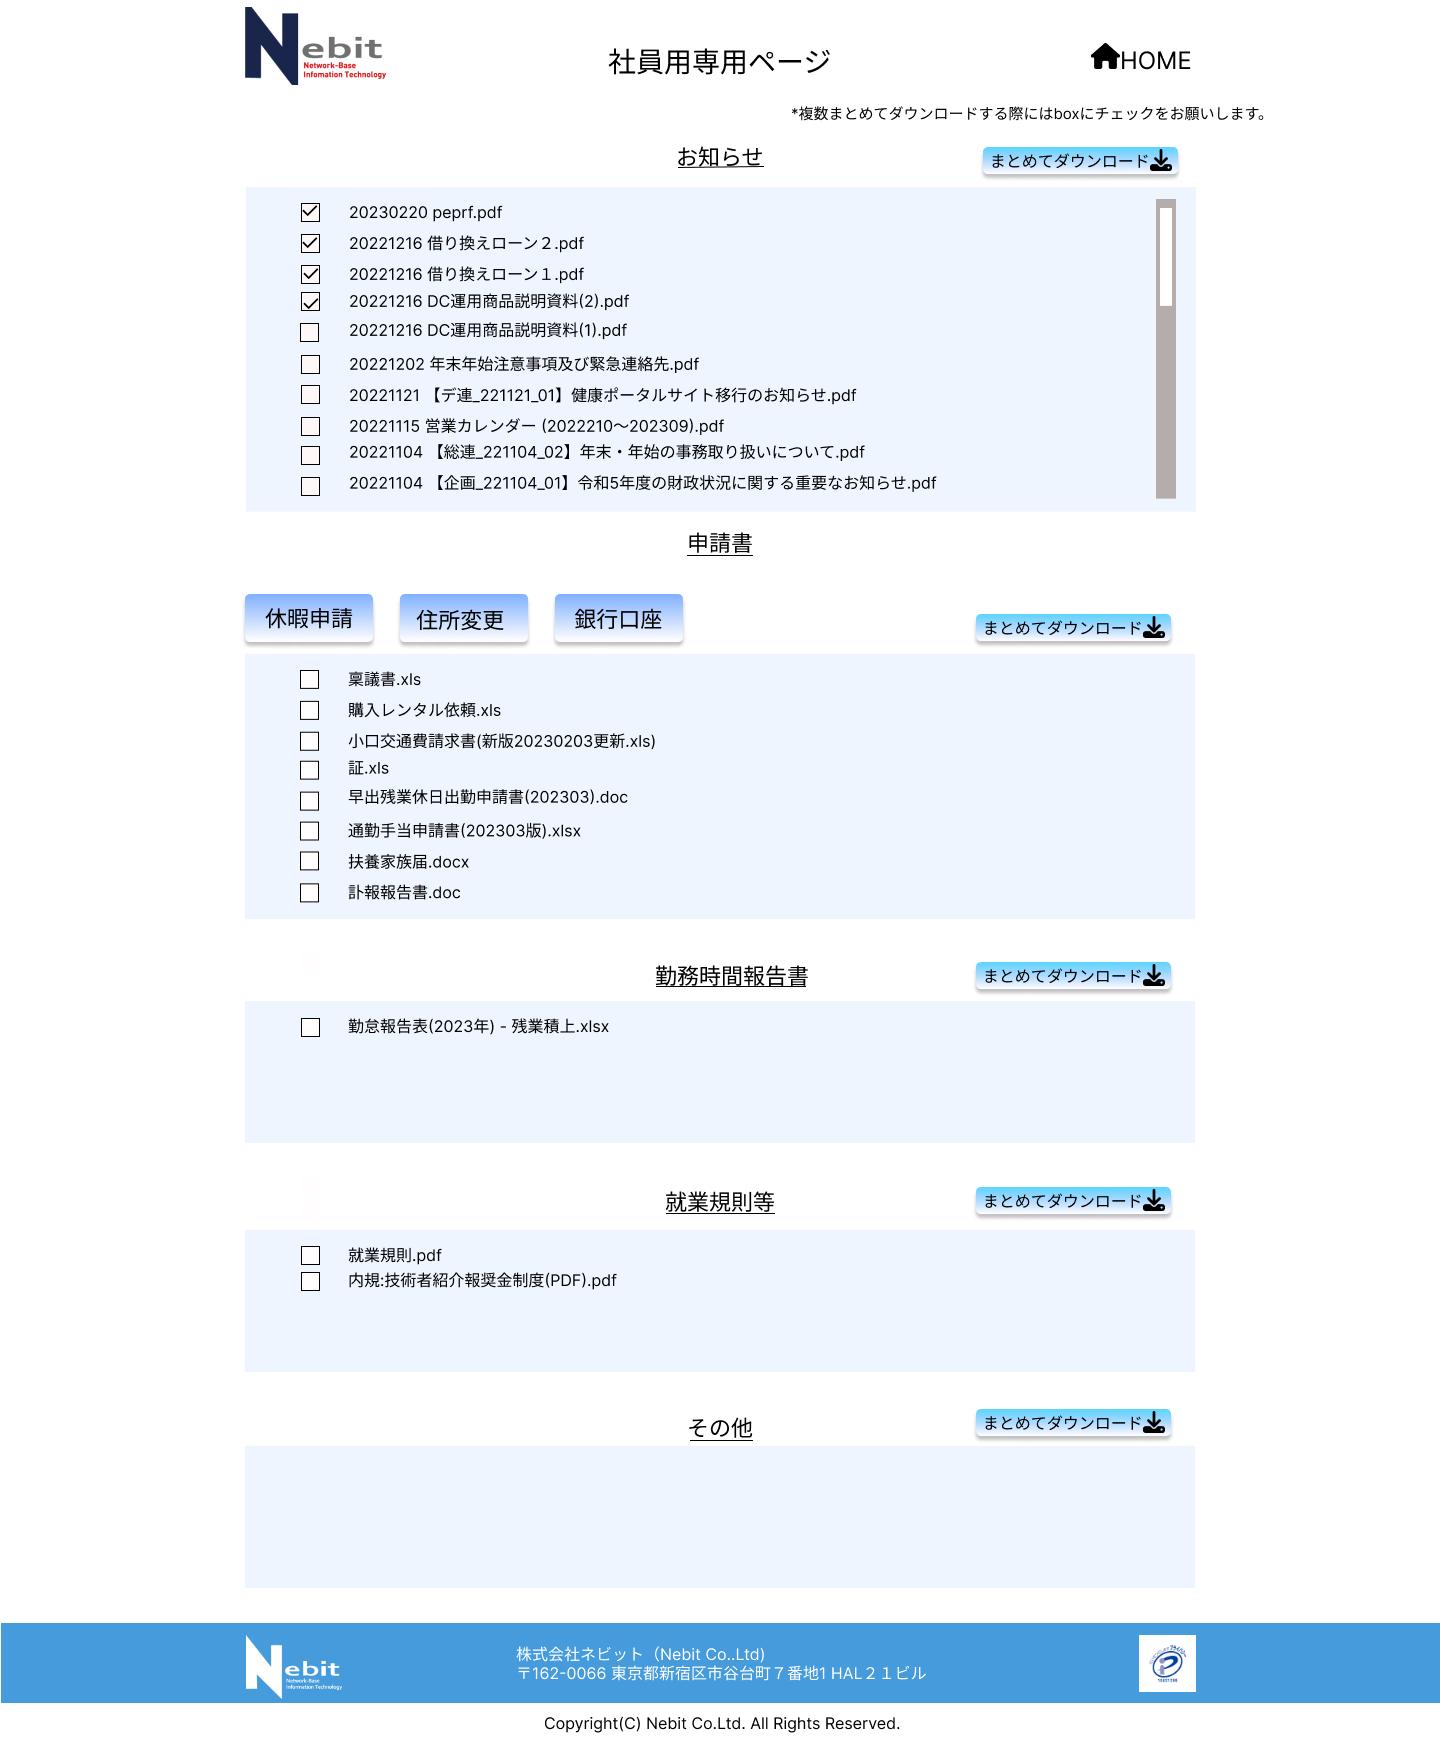 Nebit
Network-Base
Infomation Technology
社員用専用ページ
HOME
*複数まとめてダウンロードする際にはboxにチェックをお願いします。
お知らせ
まとめてダウンロード
20230220 peprf.pdf
20221216 借り換えローン２.pdf
20221216 借り換えローン１.pdf
20221216 DC運用商品説明資料(2).pdf
20221216 DC運用商品説明資料(1).pdf
20221202 年末年始注意事項及び緊急連絡先.pdf
20221121 【デ連_221121_01】健康ポータルサイト移行のお知らせ.pdf
20221115 営業カレンダー (2022210～202309).pdf
20221104 【総連_221104_02】年末・年始の事務取り扱いについて.pdf
20221104 【企画_221104_01】令和5年度の財政状況に関する重要なお知らせ.pdf
申請書
休暇申請
住所変更
銀行口座
まとめてダウンロード
稟議書.xls
購入レンタル依頼.xls
小口交通費請求書(新版20230203更新.xls)
証.xls
早出残業休日出勤申請書(202303).doc
通勤手当申請書(202303版).xlsx
扶養家族届.docx
訃報報告書.doc
勤務時間報告書
まとめてダウンロード
勤怠報告表(2023年) - 残業積上.xlsx
就業規則等
まとめてダウンロード
就業規則.pdf
内規:技術者紹介報奨金制度(PDF).pdf
その他
まとめてダウンロード
Nebit
Network-Base
Infomation Technology
株式会社ネビット（Nebit Co..Ltd)
〒162-0066 東京都新宿区市谷台町７番地1 HAL２１ビル
Copyright(C) Nebit Co.Ltd. All Rights Reserved.